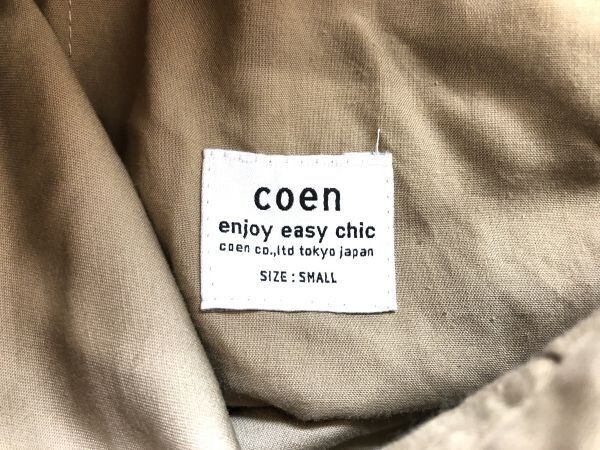 coen
enjoy easy chic
coen co.,ltd tokyo japan
SIZE : SMALL